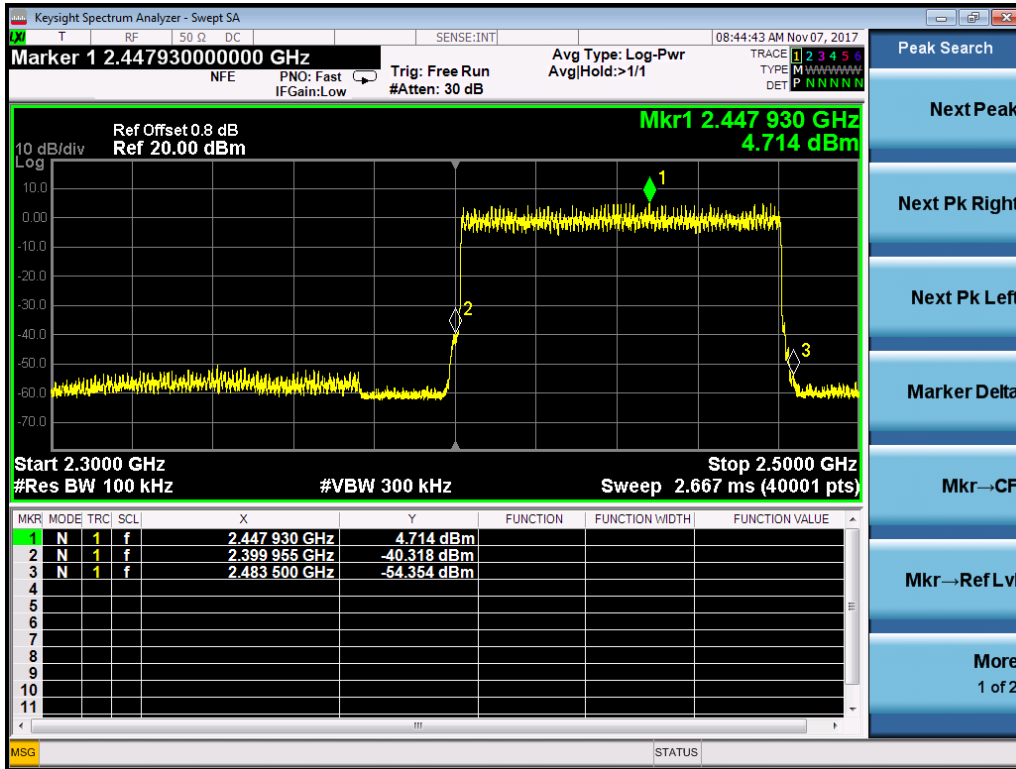 Keysight Spectrum Analyzer - Swept SA
LXI T RF 50 Ω DC SENSE:INT 08:44:43 AM Nov 07, 2017
Marker 1 2.447930000000 GHz
NFE PNO: Fast IFGain:Low
Trig: Free Run
#Atten: 30 dB
Avg Type: Log-Pwr
Avg|Hold:>1/1
TRACE 1 2 3 4 5 6
TYPE M WWWWW
DET P N N N N N
Mkr1 2.447 930 GHz
4.714 dBm
Ref Offset 0.8 dB
10 dB/div Ref 20.00 dBm
Log
10.0
0.00
-10.0
-20.0
-30.0
-40.0
-50.0
-60.0
-70.0
1
2
3
Start 2.3000 GHz Stop 2.5000 GHz
#Res BW 100 kHz #VBW 300 kHz Sweep 2.667 ms (40001 pts)
MKR MODE TRC SCL X Y FUNCTION FUNCTION WIDTH FUNCTION VALUE
1 N 1 f 2.447 930 GHz 4.714 dBm
2 N 1 f 2.399 955 GHz -40.318 dBm
3 N 1 f 2.483 500 GHz -54.354 dBm
4
5
6
7
8
9
10
11
MSG STATUS
Peak Search
Next Peak
Next Pk Right
Next Pk Left
Marker Delta
Mkr→CF
Mkr→Ref Lvl
More
1 of 2